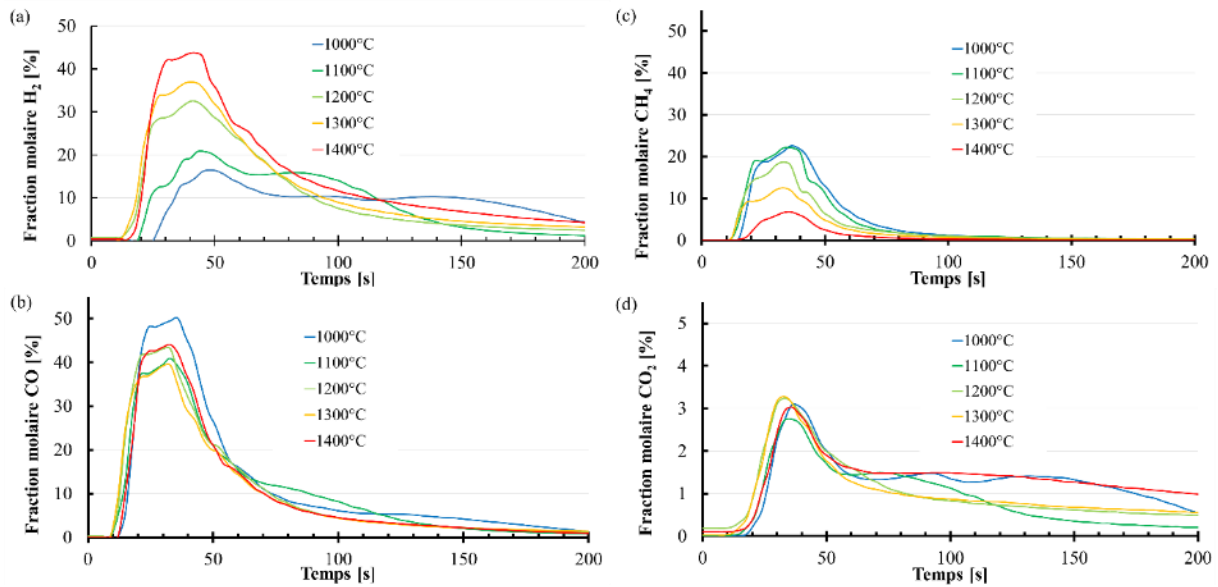 (a)
Fraction molaire H2 [%]
50
40
30
20
10
0
0
50
100
150
200
Temps [s]
1000°C
1100°C
1200°C
1300°C
1400°C
(c)
Fraction molaire CH4 [%]
50
40
30
20
10
0
0
50
100
150
200
Temps [s]
1000°C
1100°C
1200°C
1300°C
1400°C
(b)
Fraction molaire CO [%]
50
40
30
20
10
0
0
50
100
150
200
Temps [s]
1000°C
1100°C
1200°C
1300°C
1400°C
(d)
Fraction molaire CO2 [%]
5
4
3
2
1
0
0
50
100
150
200
Temps [s]
1000°C
1100°C
1200°C
1300°C
1400°C